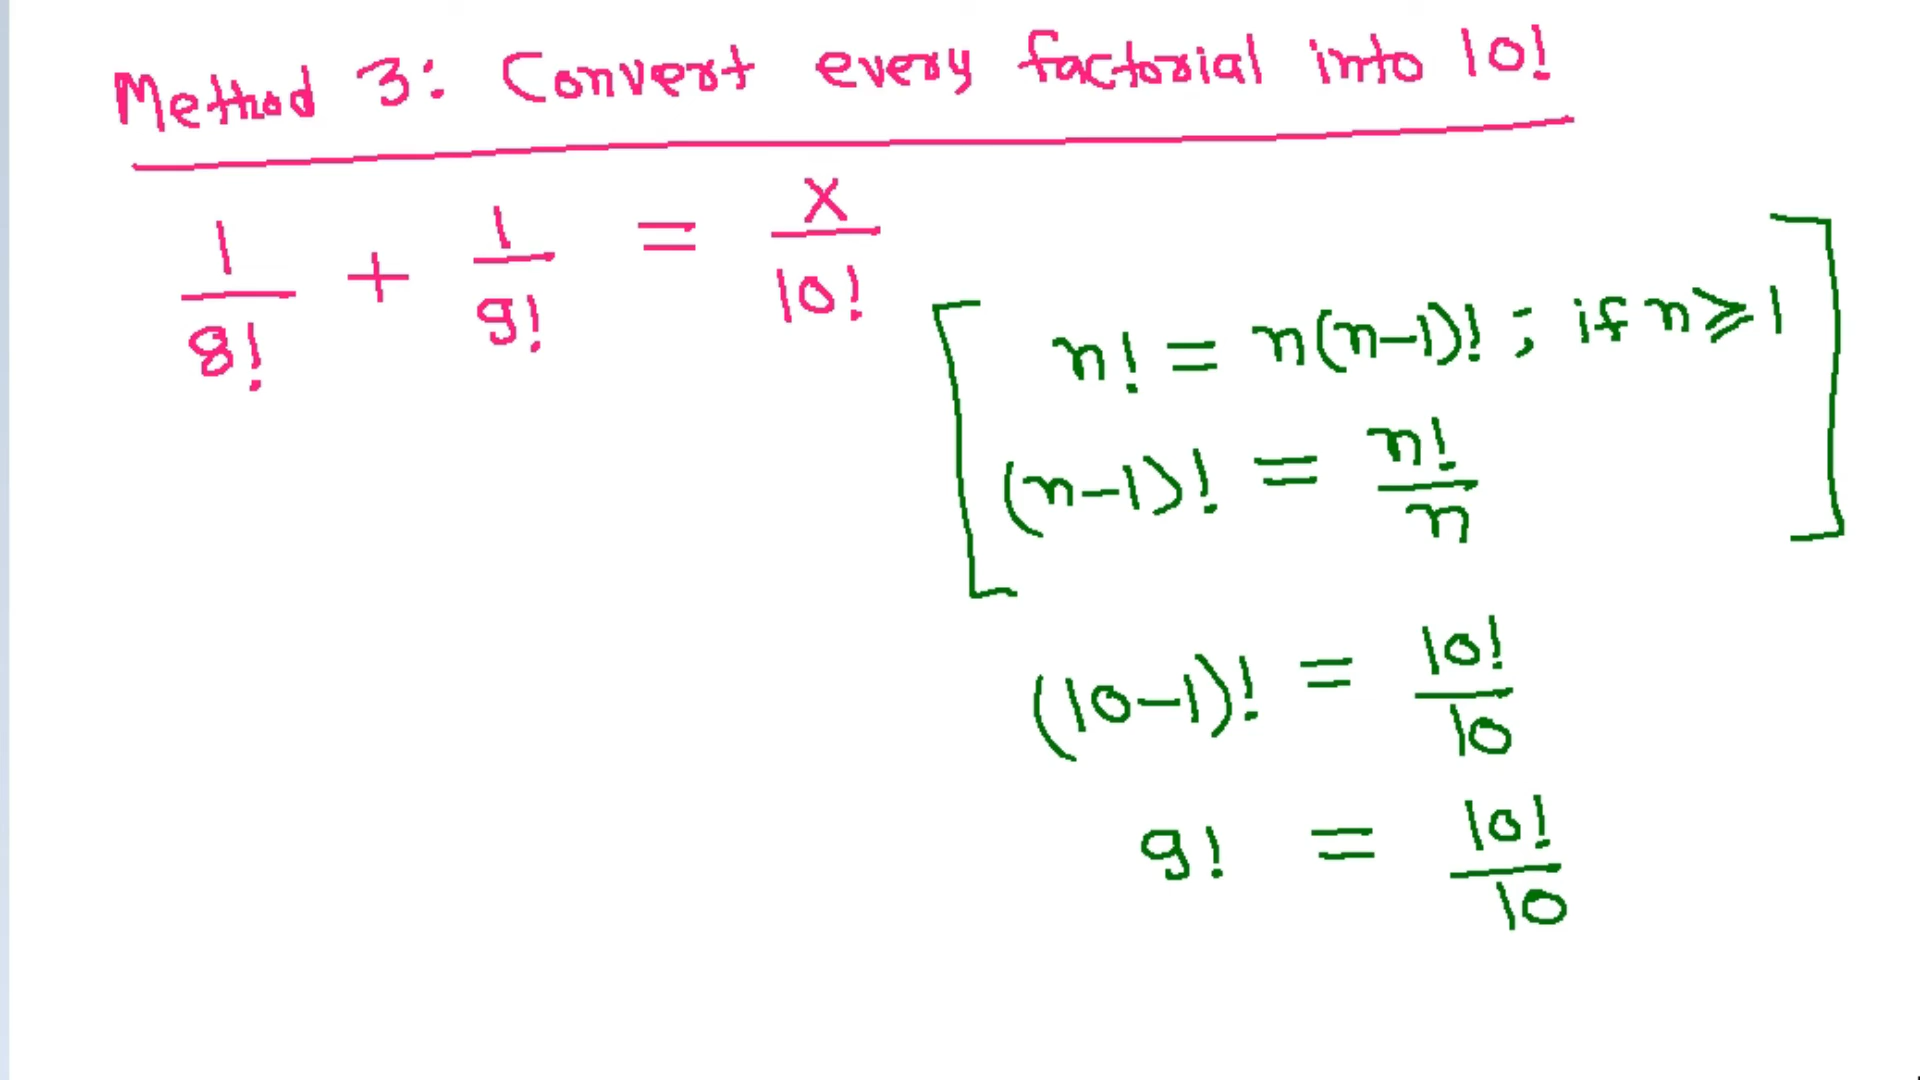 Method 3: Convert every factorial into 10!
1/8! + 1/9! = x/10!
n! = n(n-1)! ; if n ⩾ 1
(n-1)! = n!/n
(10-1)! = 10!/10
9! = 10!/10